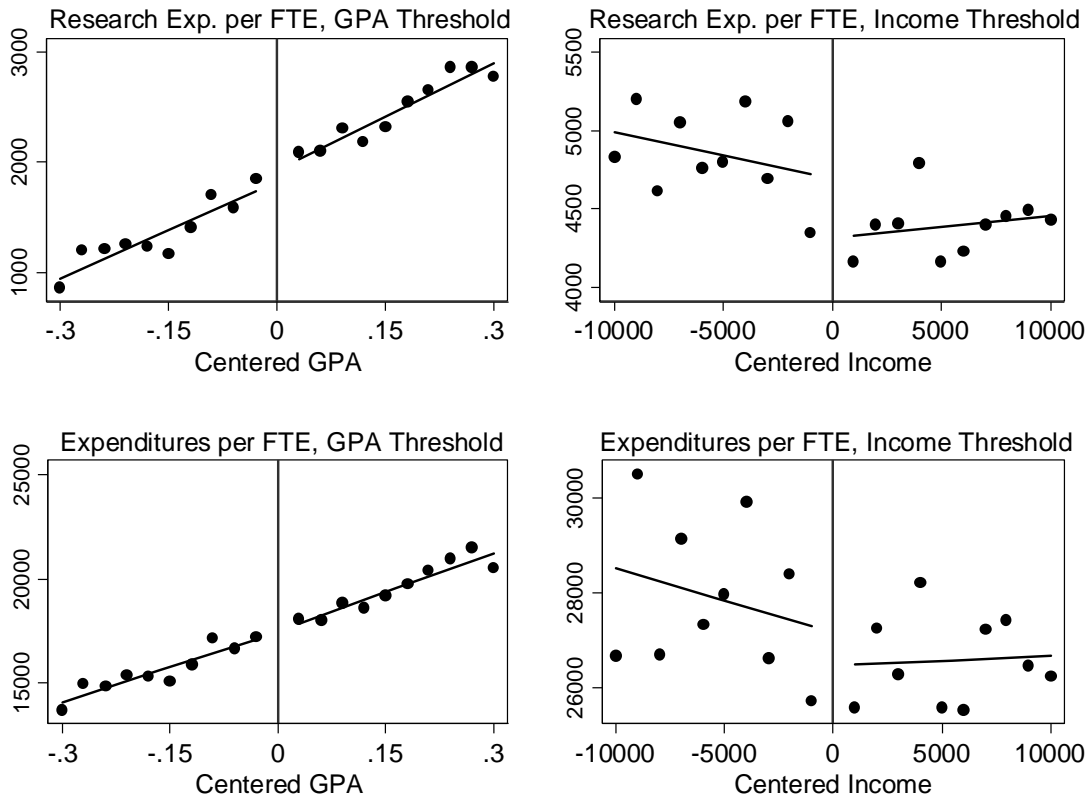 Research Exp. per FTE, GPA Threshold
3000
2000
1000
-.3 -.15 0 .15 .3
Centered GPA
Research Exp. per FTE, Income Threshold
5500
5000
4500
4000
-10000 -5000 0 5000 10000
Centered Income
Expenditures per FTE, GPA Threshold
25000
20000
15000
-.3 -.15 0 .15 .3
Centered GPA
Expenditures per FTE, Income Threshold
30000
28000
26000
-10000 -5000 0 5000 10000
Centered Income